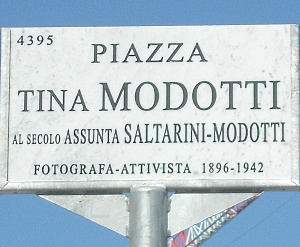 4395
PIAZZA
TINA MODOTTI
AL SECOLO ASSUNTA SALTARINI-MODOTTI
FOTOGRAFA-ATTIVISTA 1896-1942